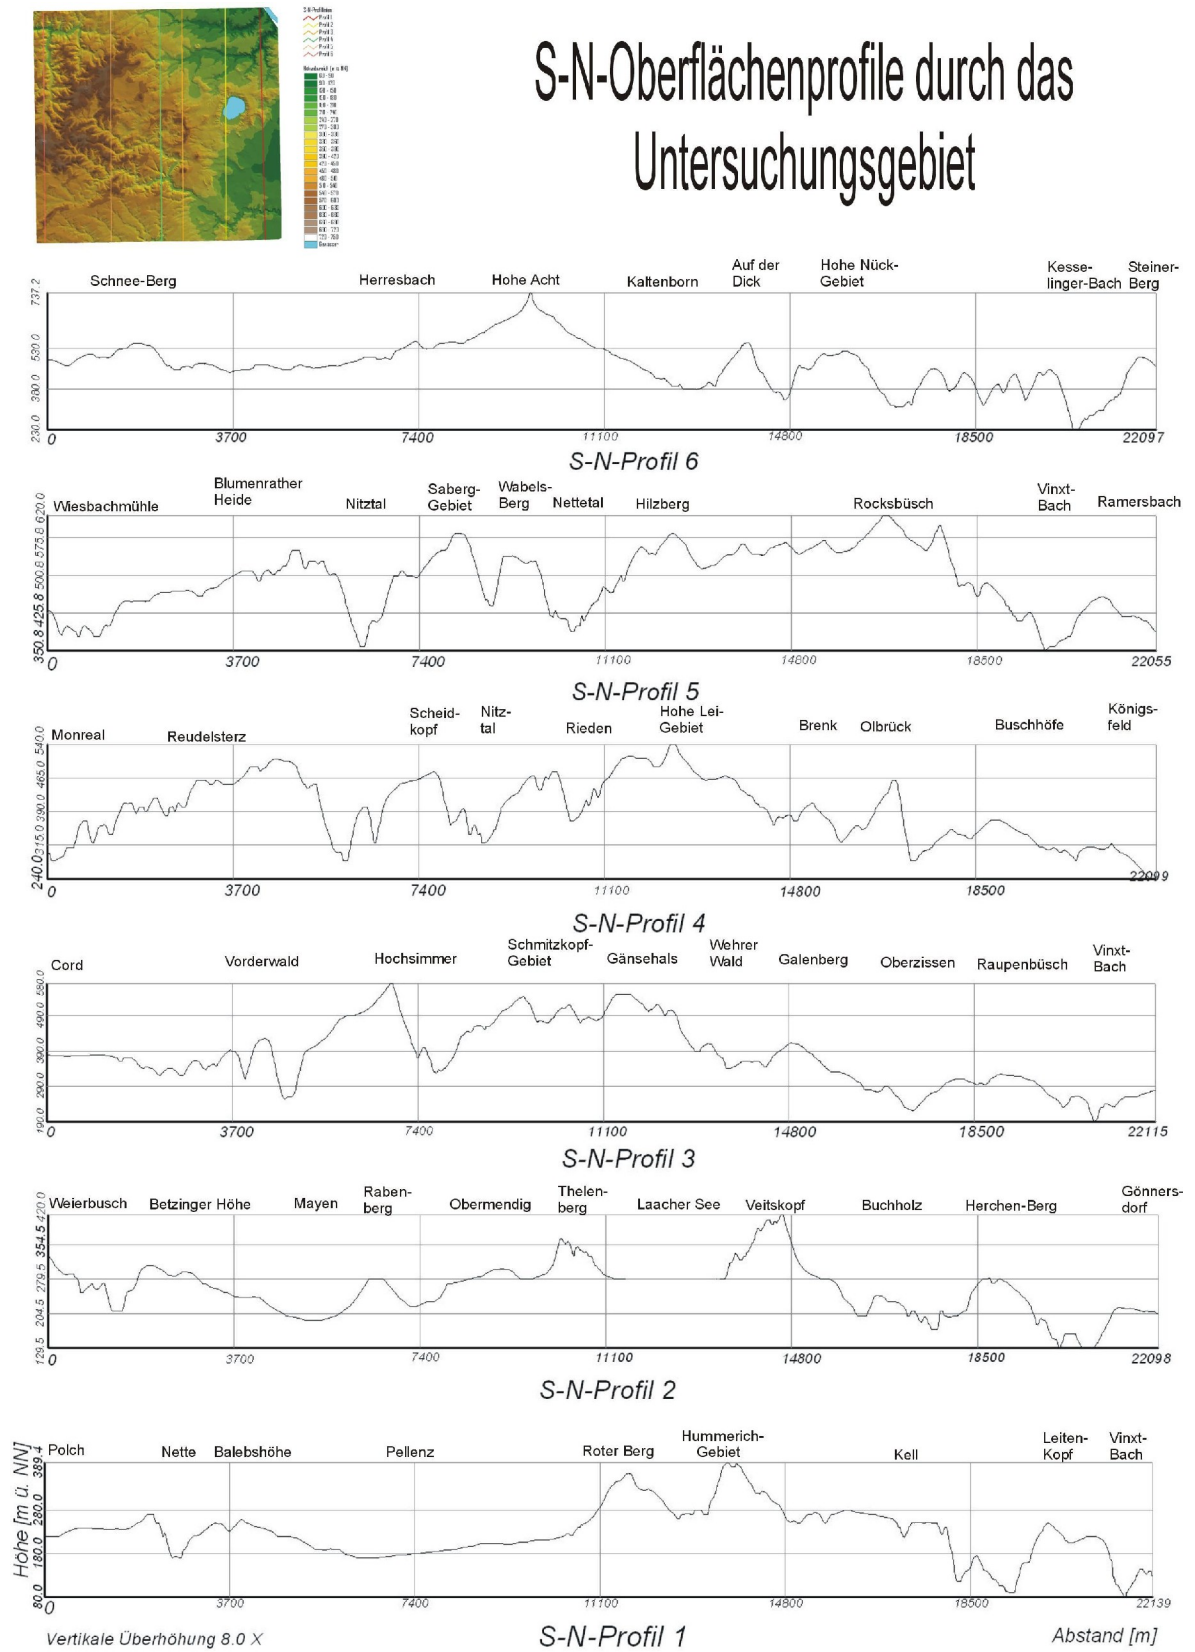 S-N-Oberflächenprofile durch das
Untersuchungsgebiet
Schnee-Berg Herresbach Hohe Acht Kaltenborn Auf der Dick Hohe Nück-Gebiet Kesse-linger-Bach Steiner-Berg
737.2
530.0
380.0
230.0
0 3700 7400 11100 14800 18500 22097
S-N-Profil 6
Wiesbachmühle Blumenrather Heide Nitztal Saberg-Gebiet Wabels-Berg Nettetal Hilzberg Rocksbüsch Vinxt-Bach Ramersbach
620.0
575.8
500.8
425.8
350.8
0 3700 7400 11100 14800 18500 22055
S-N-Profil 5
Monreal Reudelsterz Scheid-kopf Nitz-tal Rieden Hohe Lei-Gebiet Brenk Olbrück Buschhöfe Königs-feld
540.0
465.0
390.0
315.0
240.0
0 3700 7400 11100 14800 18500 22099
S-N-Profil 4
Cord Vorderwald Hochsimmer Schmitzkopf-Gebiet Gänsehals Wehrer Wald Galenberg Oberzissen Raupenbüsch Vinxt-Bach
580.0
490.0
390.0
290.0
190.0
0 3700 7400 11100 14800 18500 22115
S-N-Profil 3
Weierbusch Betzinger Höhe Mayen Raben-berg Obermendig Thelen-berg Laacher See Veitskopf Buchholz Herchen-Berg Gönners-dorf
420.0
354.5
279.5
204.5
129.5
0 3700 7400 11100 14800 18500 22098
S-N-Profil 2
Polch Nette Balebshöhe Pellenz Roter Berg Hummerich-Gebiet Kell Leiten-Kopf Vinxt-Bach
Höhe [m ü. NN]
389.4
280.0
180.0
80.0
0 3700 7400 11100 14800 18500 22139
Vertikale Überhöhung 8.0 X S-N-Profil 1 Abstand [m]